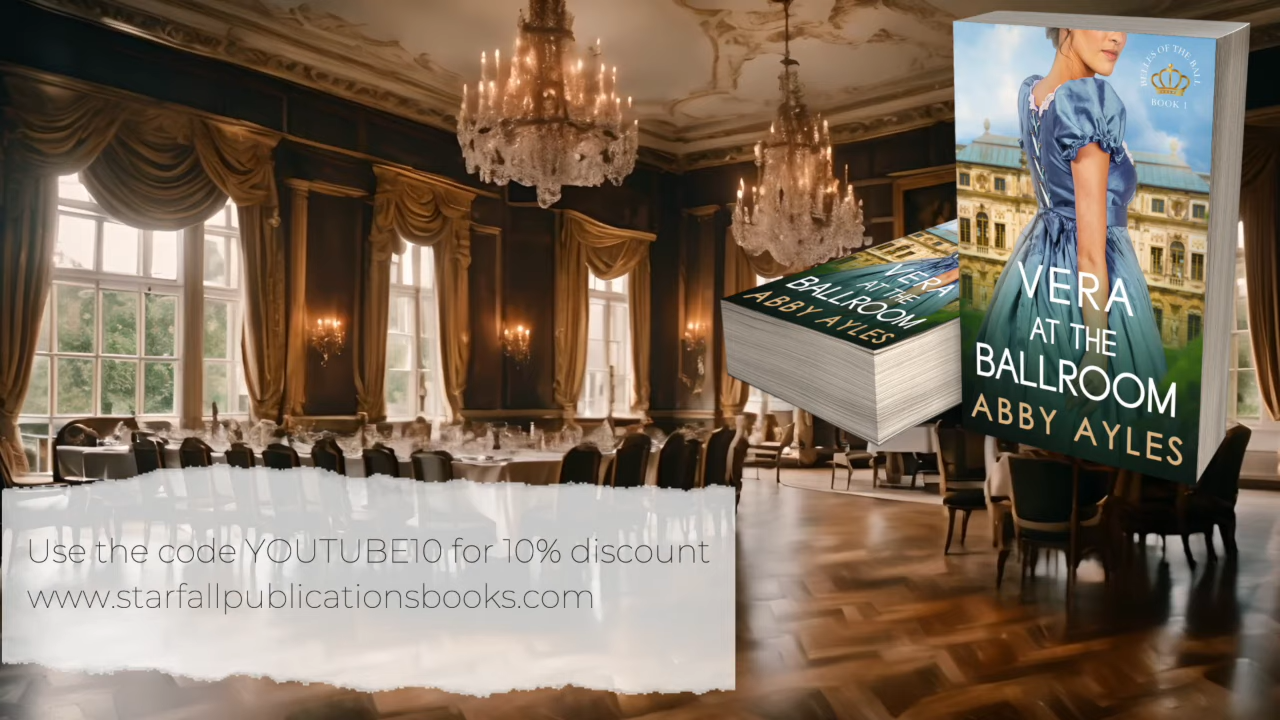 BELLES OF THE BALL
BOOK 1
VERA
AT THE
BALLROOM
ABBY AYLES
VERA
AT THE
BALLROOM
ABBY AYLES
Use the code YOUTUBE10 for 10% discount
www.starfallpublicationsbooks.com